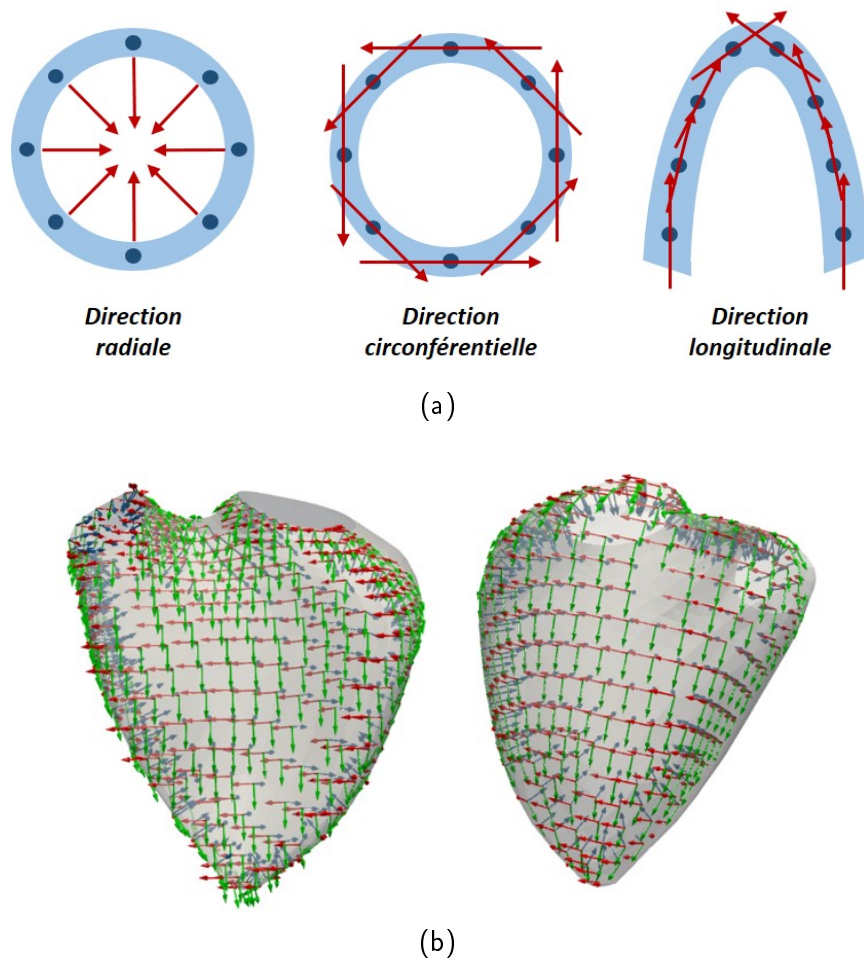 Direction
radiale
Direction
circonférentielle
Direction
longitudinale
(a)
(b)